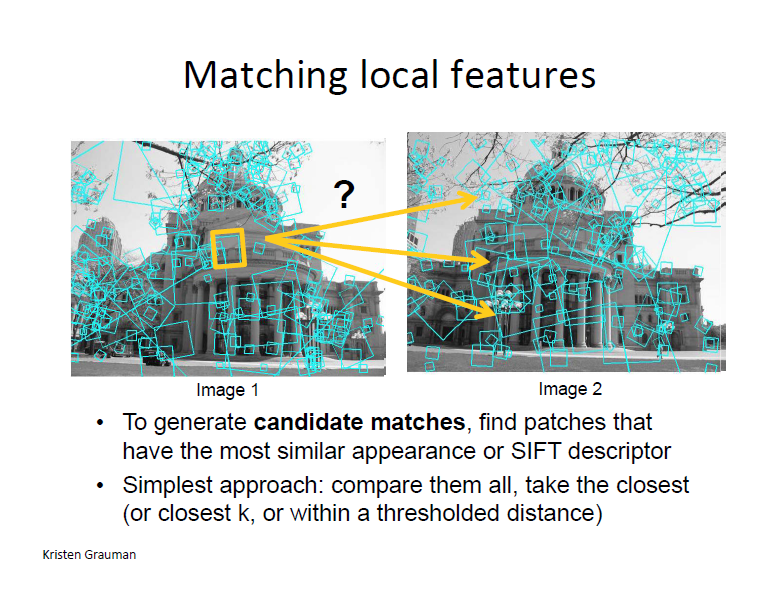 Matching local features
?
Image 1
Image 2
• To generate candidate matches, find patches that
have the most similar appearance or SIFT descriptor
• Simplest approach: compare them all, take the closest
(or closest k, or within a thresholded distance)
Kristen Grauman